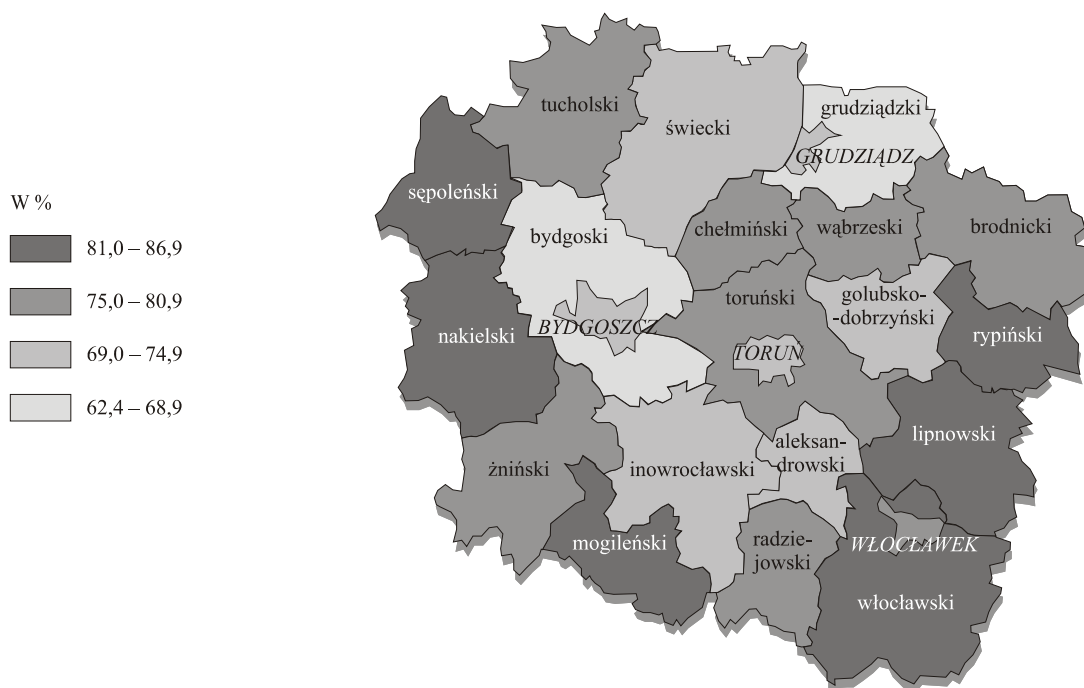 W %
81,0 – 86,9
75,0 – 80,9
69,0 – 74,9
62,4 – 68,9
tucholski
świecki
grudziądzki
GRUDZIĄDZ
sępoleński
bydgoski
chełmiński
wąbrzeski
brodnicki
toruński
golubsko-
-dobrzyński
nakielski
BYDGOSZCZ
TORUŃ
rypiński
lipnowski
aleksan-
drowski
żniński
inowrocławski
mogileński
radzie-
jowski
WŁOCŁAWEK
włocławski